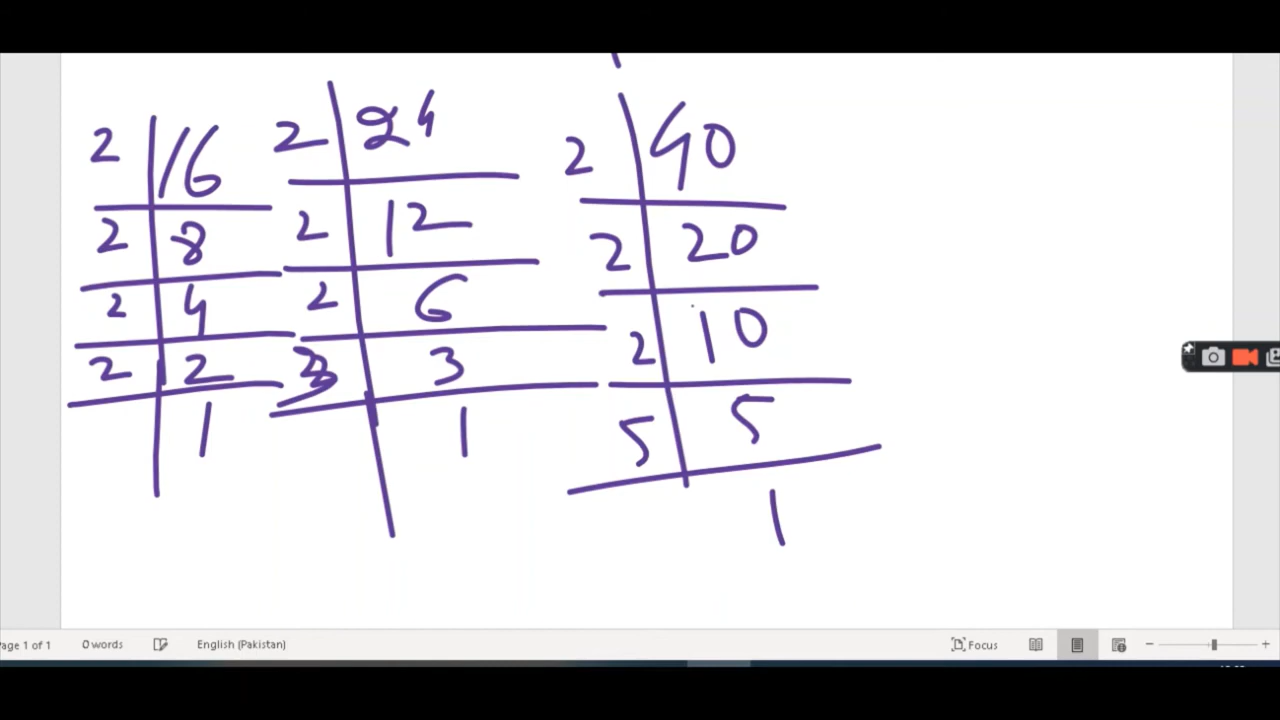 2 16 2 24 2 40
2 8 2 12 2 20
2 4 2 6 2 10
2 2 3 3 5 5
1 1 1
Page 1 of 1 0 words English (Pakistan) Focus